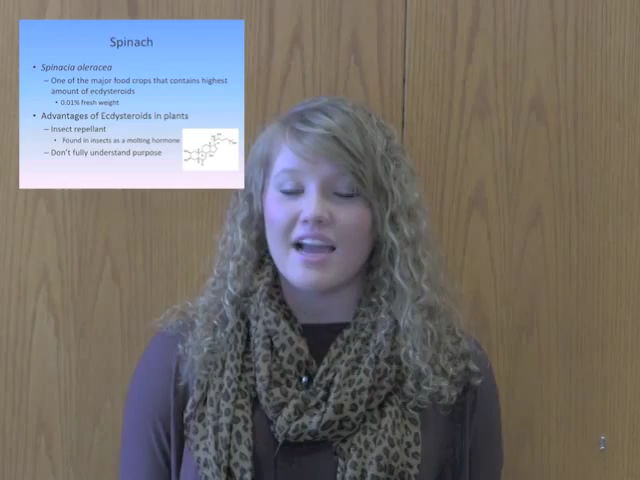 Spinach
• Spinacia oleracea
– One of the major food crops that contains highest
amount of ecdysteroids
• 0.01% fresh weight
• Advantages of Ecdysteroids in plants
– Insect repellant
• Found in insects as a molting hormone
– Don't fully understand purpose